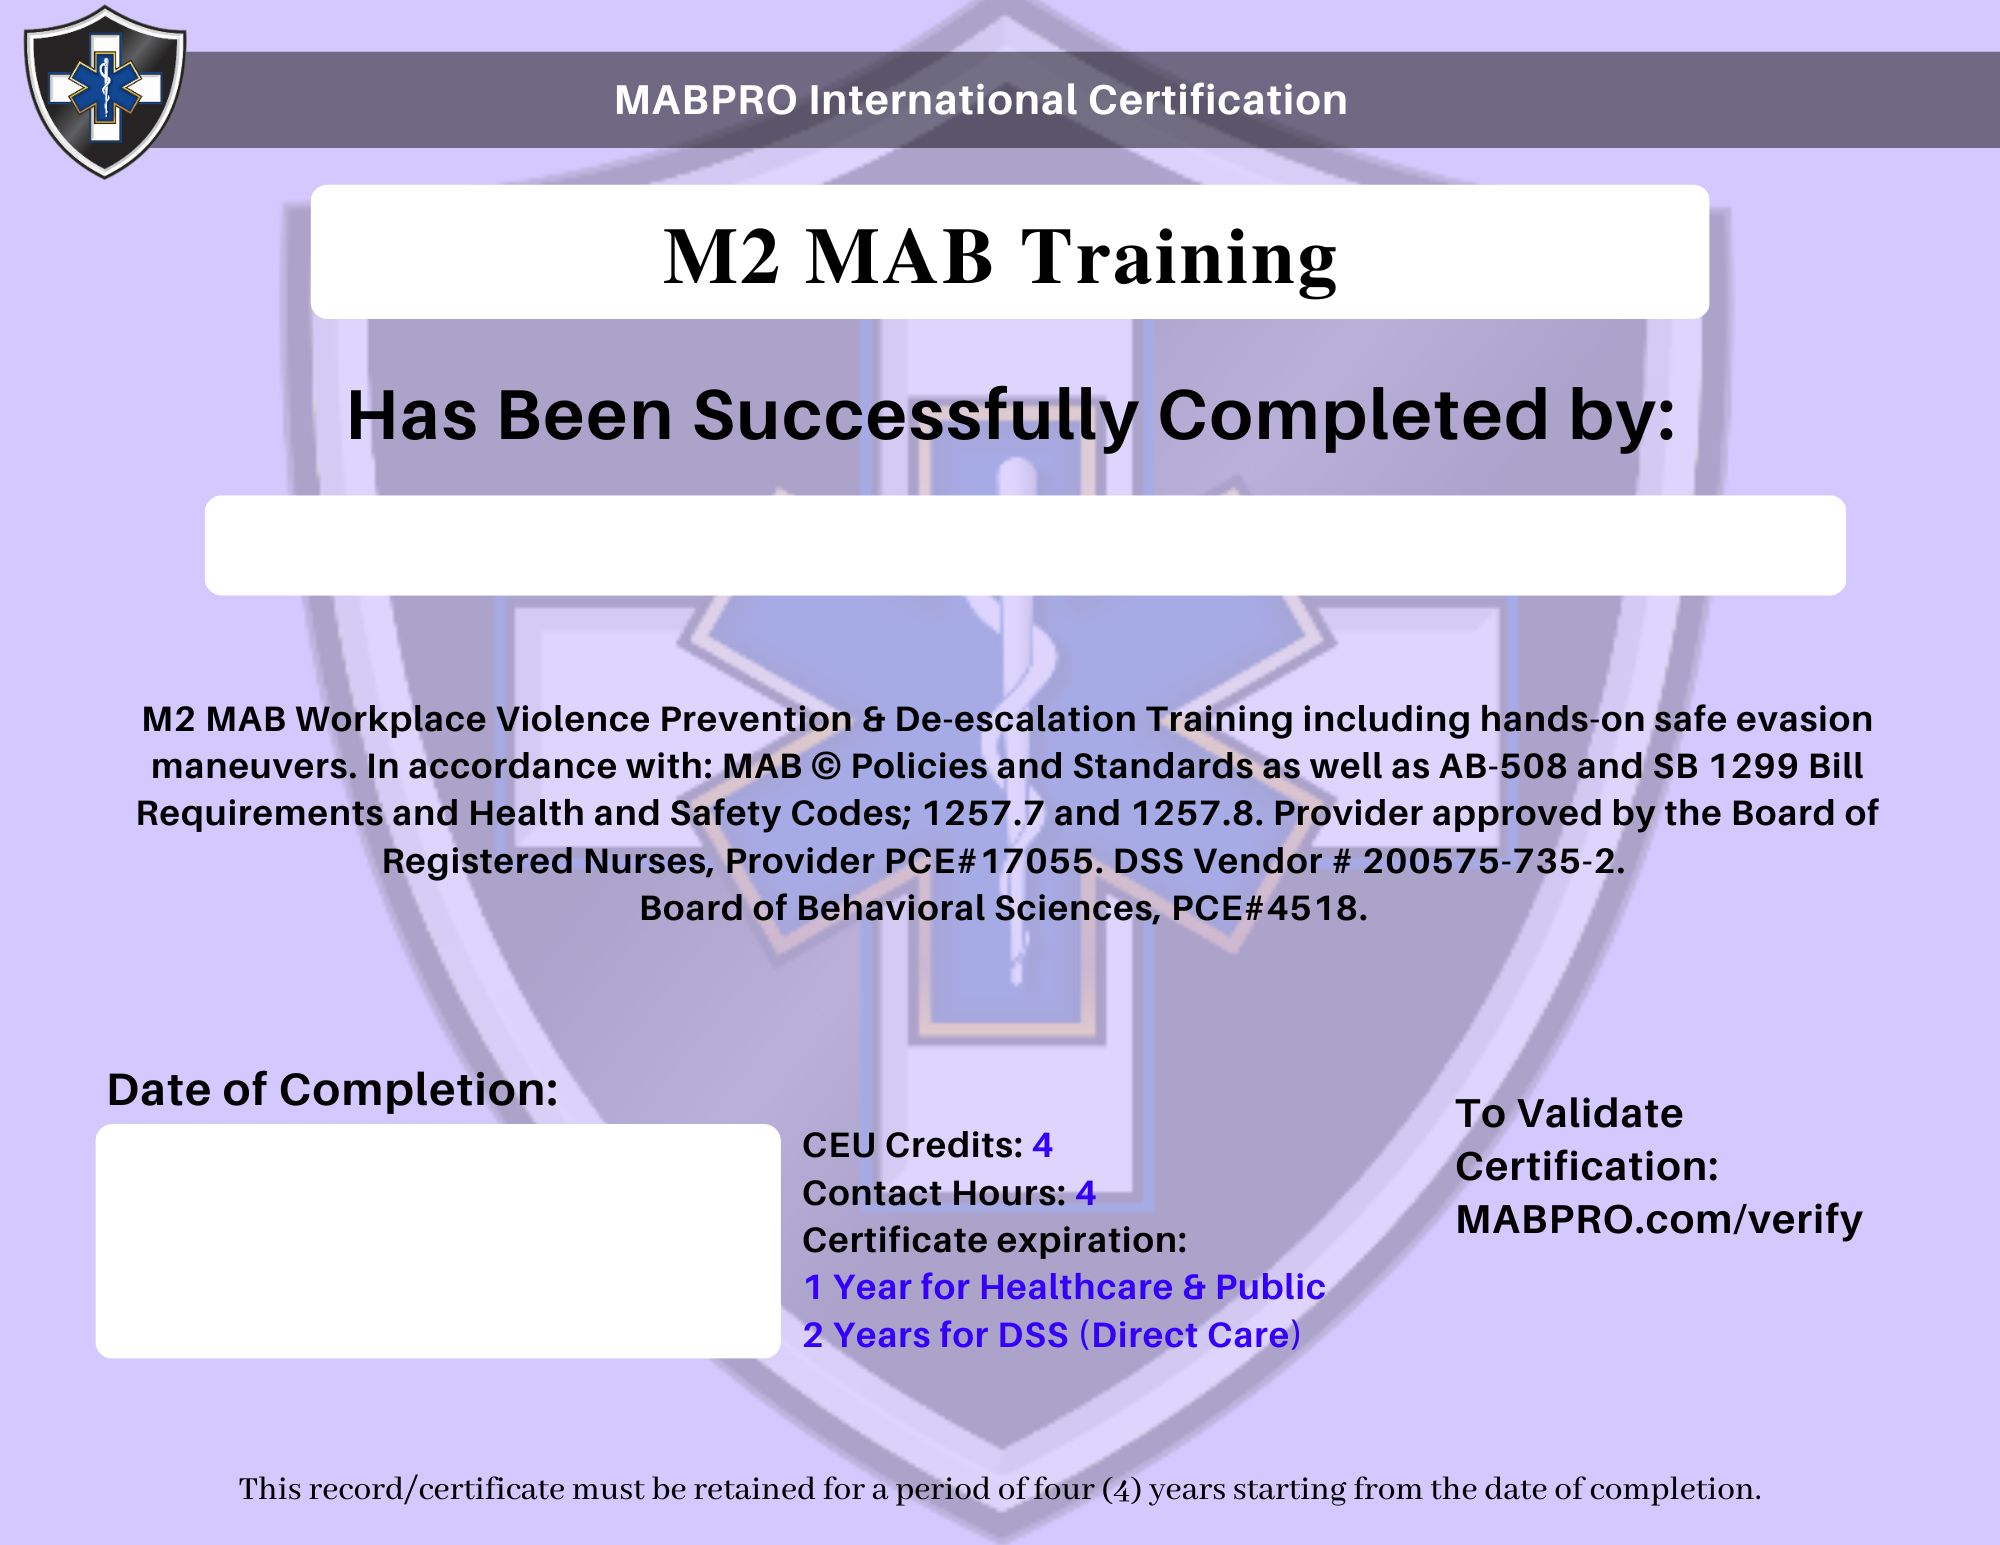 MABPRO International Certification
M2 MAB Training
Has Been Successfully Completed by:
M2 MAB Workplace Violence Prevention & De-escalation Training including hands-on safe evasion
maneuvers. In accordance with: MAB © Policies and Standards as well as AB-508 and SB 1299 Bill
Requirements and Health and Safety Codes; 1257.7 and 1257.8. Provider approved by the Board of
Registered Nurses, Provider PCE#17055. DSS Vendor # 200575-735-2.
Board of Behavioral Sciences, PCE#4518.
Date of Completion:
CEU Credits: 4
Contact Hours: 4
Certificate expiration:
1 Year for Healthcare & Public
2 Years for DSS (Direct Care)
To Validate
Certification:
MABPRO.com/verify
This record/certificate must be retained for a period of four (4) years starting from the date of completion.